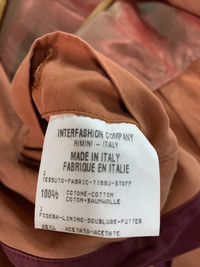 INTERFASHION COMPANY
RIMINI - ITALY
MADE IN ITALY
FABRIQUE EN ITALIE
1
TESSUTO-FABRIC-TISSU-STOFF
100% COTONE-COTTON
COTON-BAUMWOLLE
FODERA-LINING-DOUBLURE-FUTTER
ACETATO-ACETATE